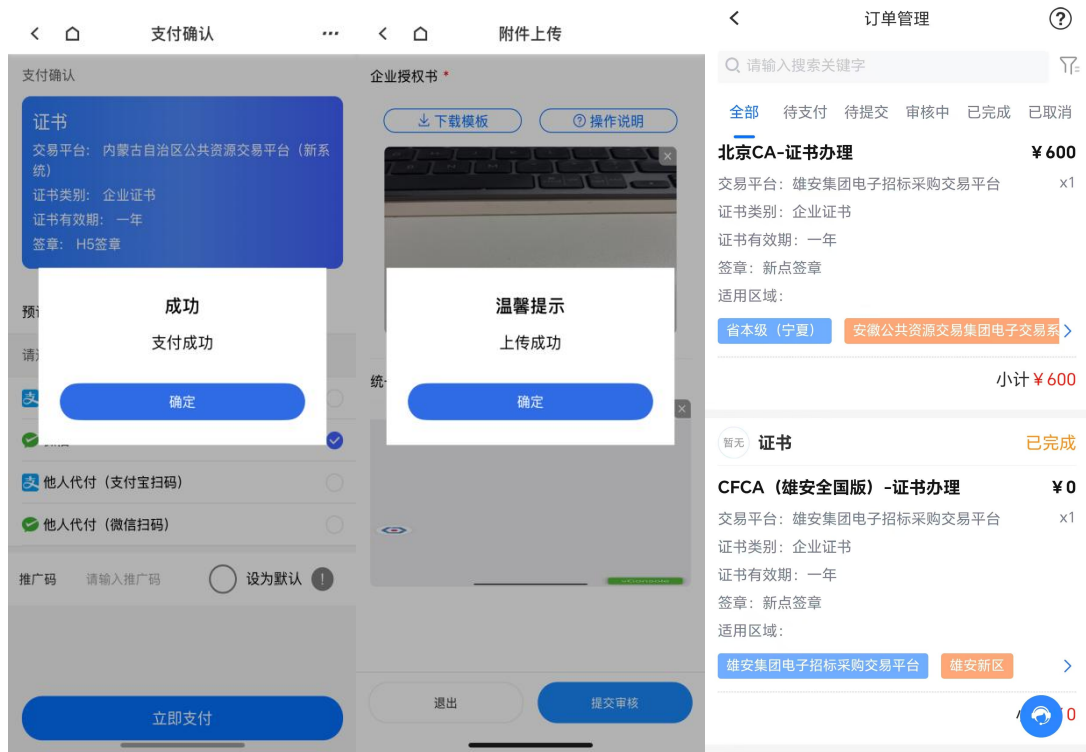 支付确认
支付确认
证书
交易平台： 内蒙古自治区公共资源交易平台（新系
统）
证书类别： 企业证书
证书有效期： 一年
签章： H5签章
成功
支付成功
确定
他人代付（支付宝扫码）
他人代付（微信扫码）
推广码
请输入推广码
设为默认
立即支付
附件上传
企业授权书 *
下载模板
操作说明
温馨提示
上传成功
确定
退出
提交审核
订单管理
请输入搜索关键字
全部 待支付 待提交 审核中 已完成 已取消
北京CA-证书办理 ￥600
交易平台：雄安集团电子招标采购交易平台 x1
证书类别：企业证书
证书有效期：一年
签章：新点签章
适用区域：
省本级（宁夏） 安徽公共资源交易集团电子交易系
小计￥600
暂无 证书 已完成
CFCA（雄安全国版）-证书办理 ￥0
交易平台：雄安集团电子招标采购交易平台 x1
证书类别：企业证书
证书有效期：一年
签章：新点签章
适用区域：
雄安集团电子招标采购交易平台 雄安新区
0